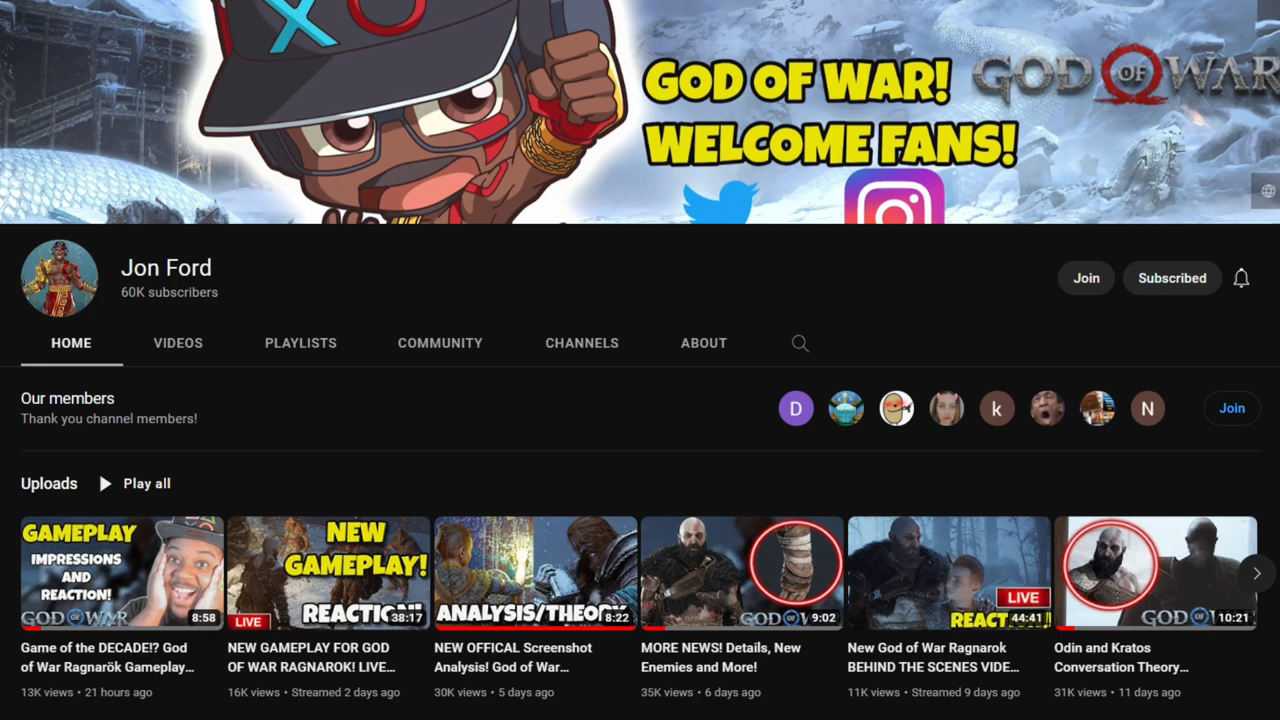 XO
GOD OF WAR!
WELCOME FANS!
GOD OF WAR
Jon Ford
60K subscribers
Join
Subscribed
HOME
VIDEOS
PLAYLISTS
COMMUNITY
CHANNELS
ABOUT
Our members
Thank you channel members!
D
k
N
Join
Uploads
Play all
GAMEPLAY
IMPRESSIONS
AND
REACTION!
GOD OF WAR
8:58
Game of the DECADE!? God
of War Ragnarök Gameplay...
13K views • 21 hours ago
NEW
GAMEPLAY!
REACTION!
LIVE
38:17
NEW GAMEPLAY FOR GOD
OF WAR RAGNAROK! LIVE...
16K views • Streamed 2 days ago
ANALYSIS/THEORY
8:22
NEW OFFICAL Screenshot
Analysis! God of War...
30K views • 5 days ago
GOD OF
9:02
MORE NEWS! Details, New
Enemies and More!
35K views • 6 days ago
LIVE
44:41
New God of War Ragnarok
BEHIND THE SCENES VIDE...
11K views • Streamed 9 days ago
GOD OF
10:21
Odin and Kratos
Conversation Theory...
31K views • 11 days ago